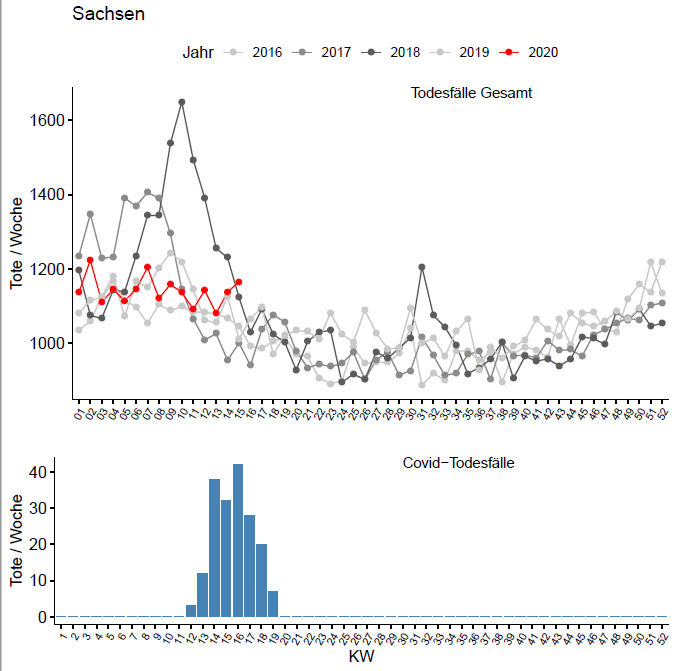 Sachsen
Jahr 2016 2017 2018 2019 2020
Todesfälle Gesamt
Tote / Woche
1600
1400
1200
1000
01 02 03 04 05 06 07 08 09 10 11 12 13 14 15 16 17 18 19 20 21 22 23 24 25 26 27 28 29 30 31 32 33 34 35 36 37 38 39 40 41 42 43 44 45 46 47 48 49 50 51 52
Covid−Todesfälle
Tote / Woche
40
30
20
10
0
1 2 3 4 5 6 7 8 9 10 11 12 13 14 15 16 17 18 19 20 21 22 23 24 25 26 27 28 29 30 31 32 33 34 35 36 37 38 39 40 41 42 43 44 45 46 47 48 49 50 51 52
KW